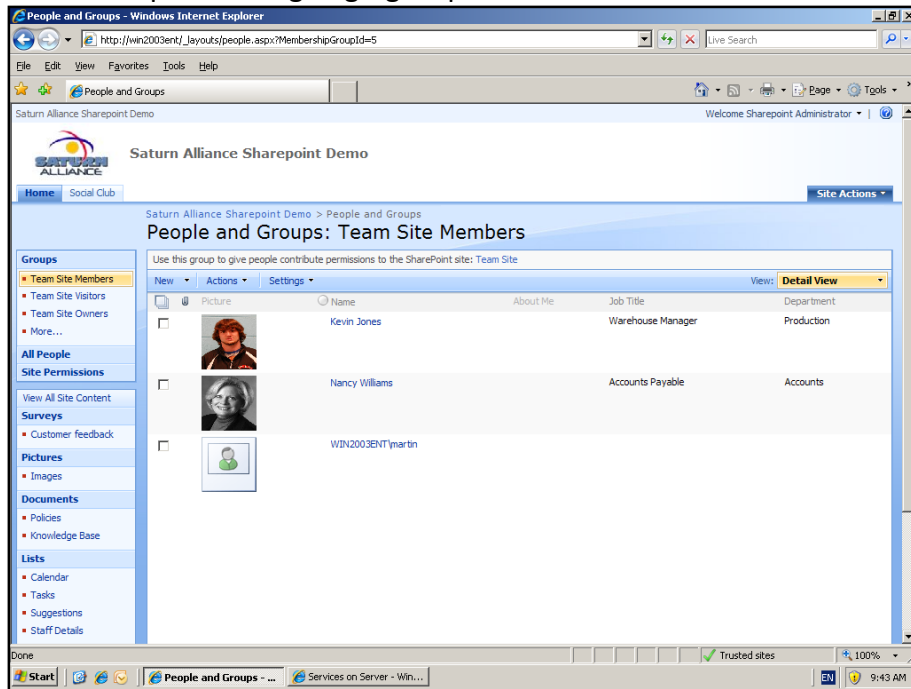 People and Groups - Windows Internet Explorer
http://win2003ent/_layouts/people.aspx?MembershipGroupId=5
Live Search
File Edit View Favorites Tools Help
People and Groups
Page Tools
Saturn Alliance Sharepoint Demo
Welcome Sharepoint Administrator
SATURN
ALLIANCE
Saturn Alliance Sharepoint Demo
Home Social Club
Site Actions
Saturn Alliance Sharepoint Demo > People and Groups
People and Groups: Team Site Members
Groups
Team Site Members
Team Site Visitors
Team Site Owners
More...
All People
Site Permissions
View All Site Content
Surveys
Customer feedback
Pictures
Images
Documents
Policies
Knowledge Base
Lists
Calendar
Tasks
Suggestions
Staff Details
Use this group to give people contribute permissions to the SharePoint site: Team Site
New Actions Settings View: Detail View
Picture Name About Me Job Title Department
Kevin Jones Warehouse Manager Production
Nancy Williams Accounts Payable Accounts
WIN2003ENT\martin
Done Trusted sites 100%
Start People and Groups - ... Services on Server - Win... EN 9:43 AM